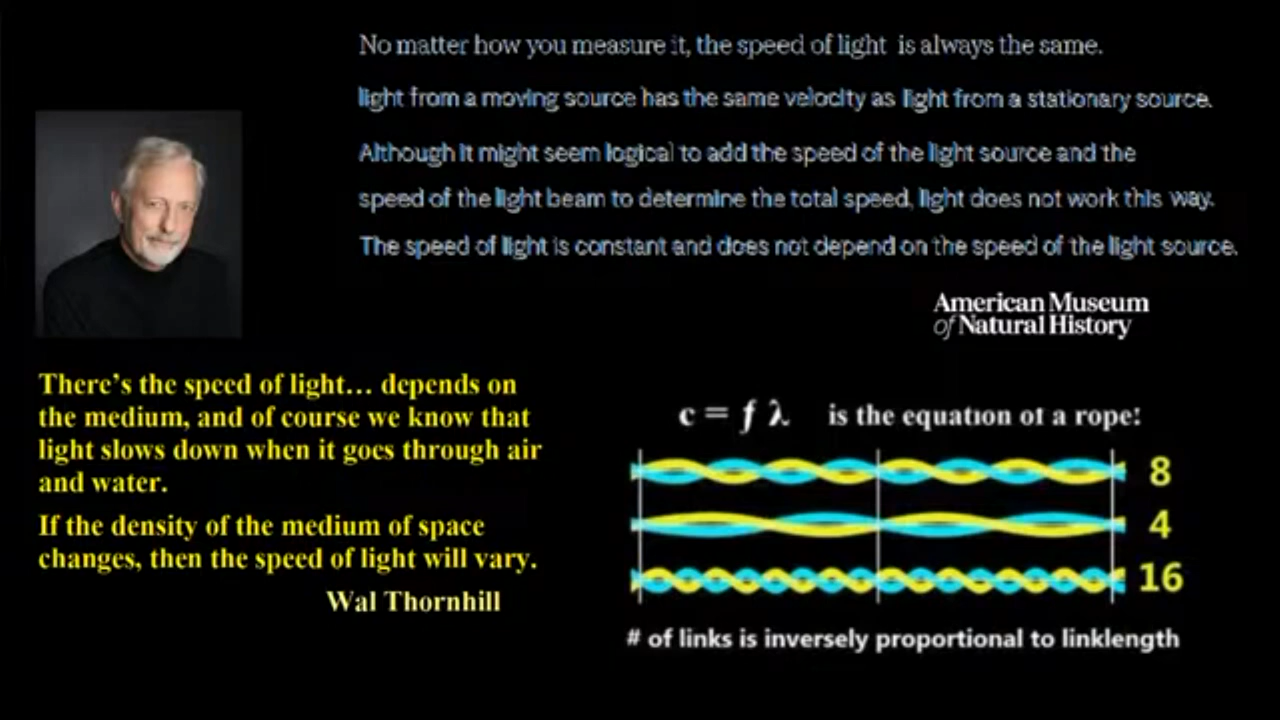 No matter how you measure it, the speed of light is always the same.
light from a moving source has the same velocity as light from a stationary source.
Although it might seem logical to add the speed of the light source and the
speed of the light beam to determine the total speed, light does not work this way.
The speed of light is constant and does not depend on the speed of the light source.
American Museum
of Natural History
There's the speed of light... depends on
the medium, and of course we know that
light slows down when it goes through air
and water.
If the density of the medium of space
changes, then the speed of light will vary.
Wal Thornhill
c = f λ is the equation of a rope!
8
4
16
# of links is inversely proportional to linklength